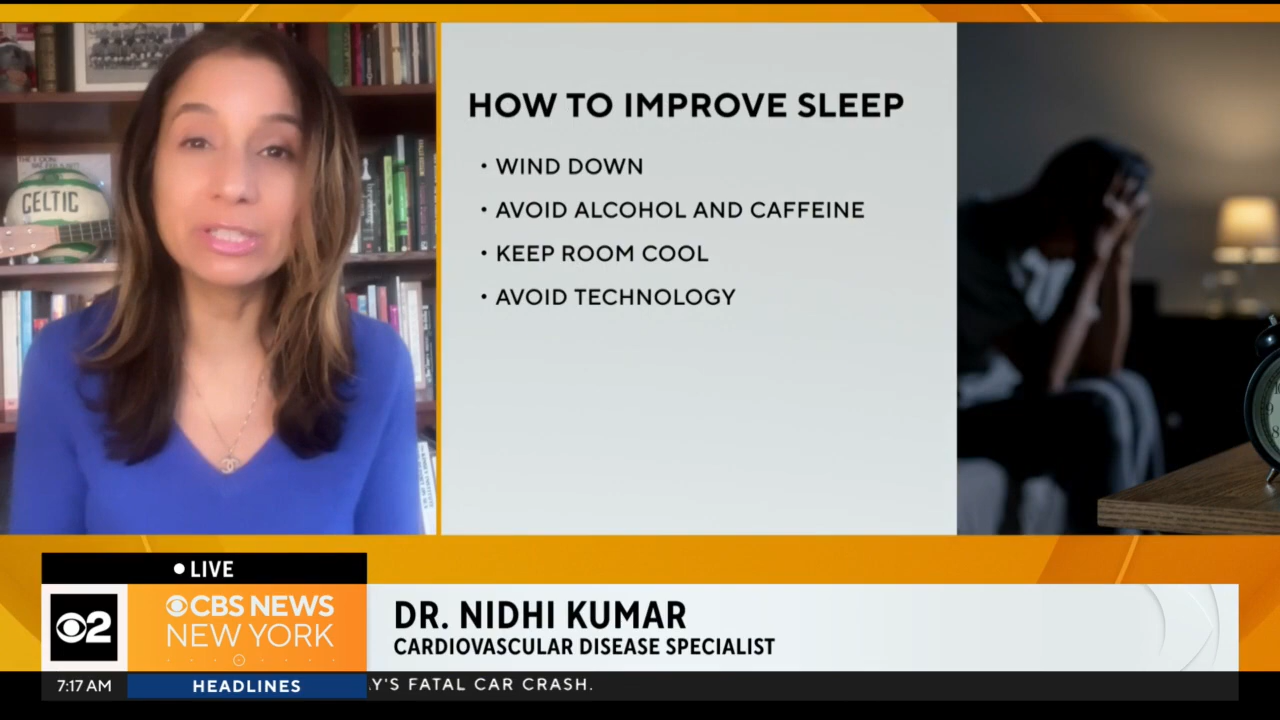 CELTIC
HOW TO IMPROVE SLEEP
• WIND DOWN
• AVOID ALCOHOL AND CAFFEINE
• KEEP ROOM COOL
• AVOID TECHNOLOGY
LIVE
2
CBS NEWS
NEW YORK
DR. NIDHI KUMAR
CARDIOVASCULAR DISEASE SPECIALIST
7:17 AM
HEADLINES
Y'S FATAL CAR CRASH.